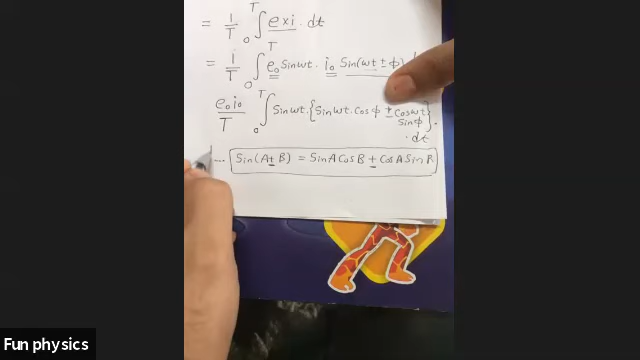 = 1/T ∫₀ᵀ e × i . dt
= 1/T ∫₀ᵀ e₀ Sinωt . i₀ Sin(ωt ± φ)
e₀i₀/T ∫₀ᵀ Sinωt . {Sinωt . Cosφ ± Cosωt Sinφ} . dt
... Sin(A ± B) = SinA CosB ± CosA SinB
Fun physics